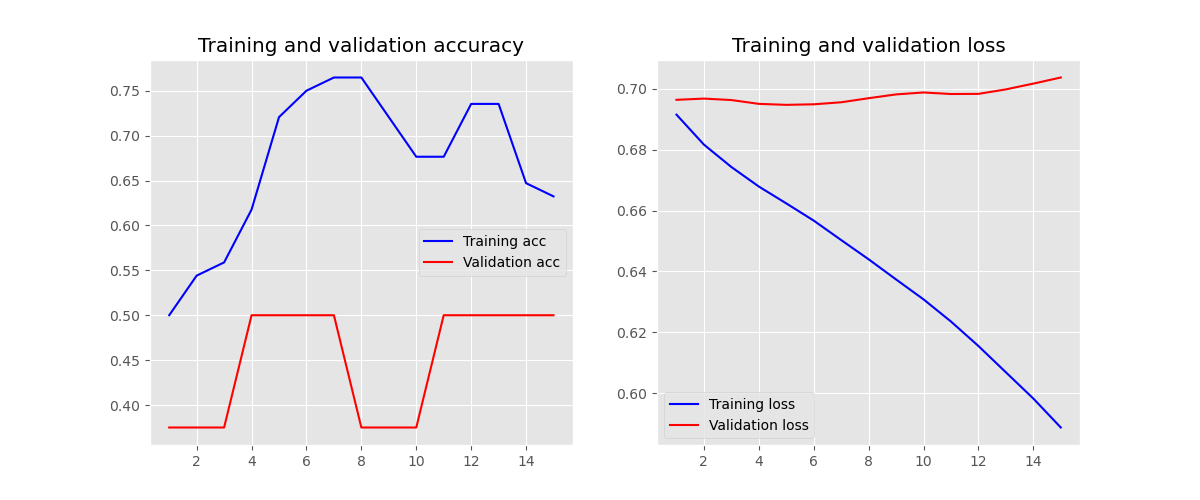 Training and validation accuracy
0.75
0.70
0.65
0.60
0.55
0.50
0.45
0.40
Training acc
Validation acc
2 4 6 8 10 12 14
Training and validation loss
0.70
0.68
0.66
0.64
0.62
0.60
Training loss
Validation loss
2 4 6 8 10 12 14